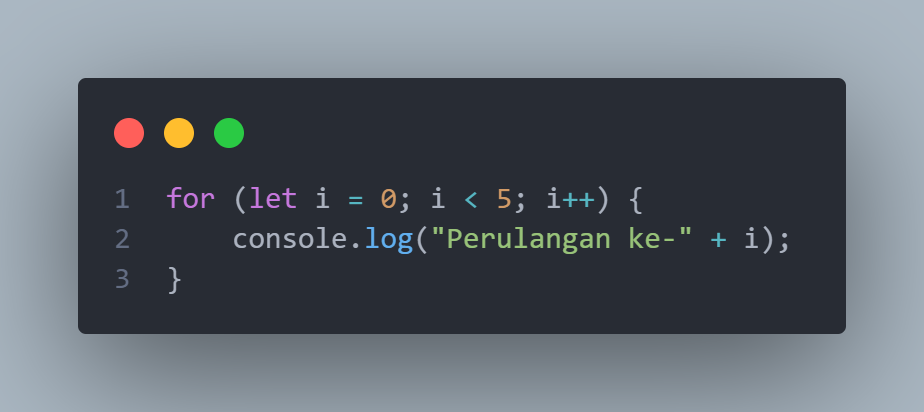 1 for (let i = 0; i < 5; i++) {
2     console.log("Perulangan ke-" + i);
3 }